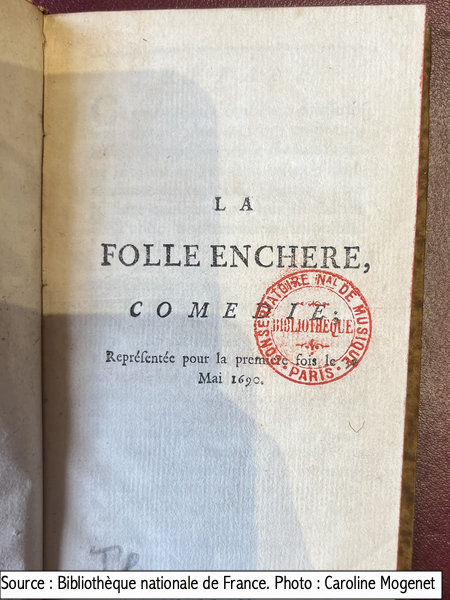 LA
FOLLE ENCHERE,
COMEDIE;
Repréſentée pour la premiere fois le 30
Mai 1690.
CONSERVATOIRE NAL DE MUSIQUE
BIBLIOTHÈQUE
PARIS
Source : Bibliothèque nationale de France. Photo : Caroline Mogenet